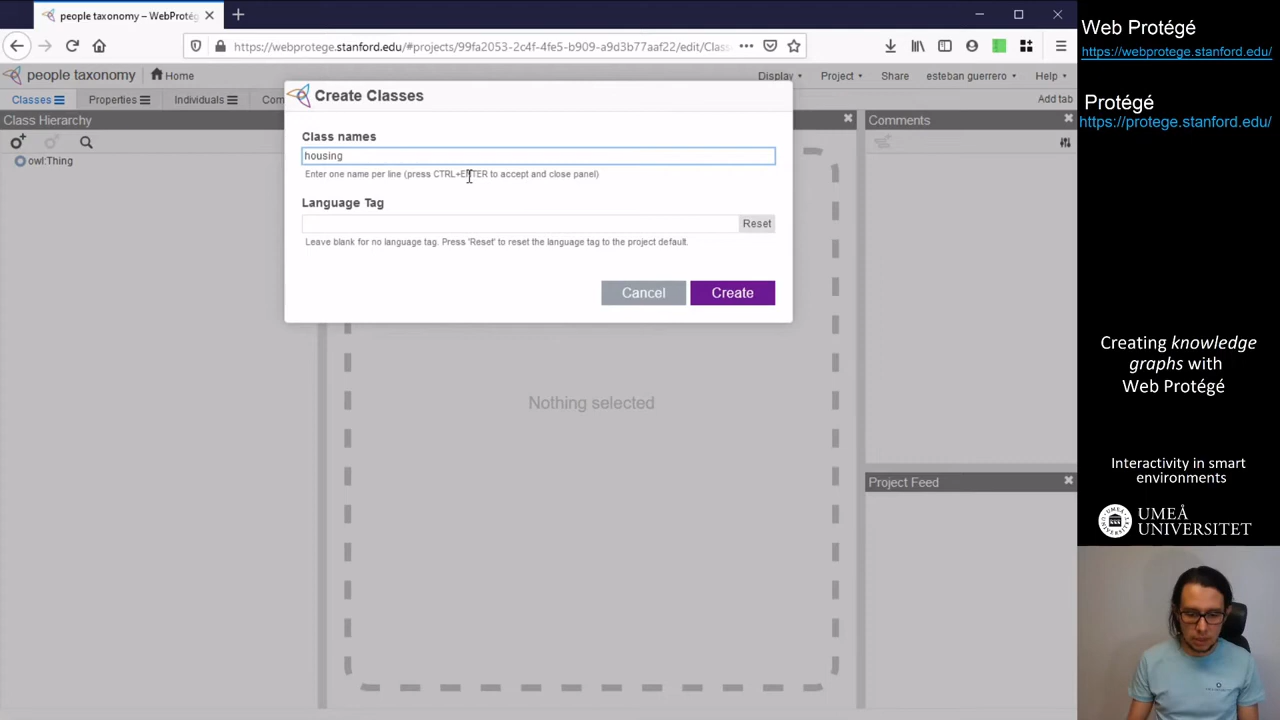 people taxonomy – WebProtég
https://webprotege.stanford.edu/#projects/99fa2053-2c4f-4fe5-b909-a9d3b77aaf22/edit/Class
people taxonomy
Home
Display
Project
Share
esteban guerrero
Help
Classes
Properties
Individuals
Com
Add tab
Class Hierarchy
owl:Thing
Create Classes
Class names
housing
Enter one name per line (press CTRL+ENTER to accept and close panel)
Language Tag
Reset
Leave blank for no language tag. Press 'Reset' to reset the language tag to the project default.
Cancel
Create
Nothing selected
Comments
Project Feed
Web Protégé
https://webprotege.stanford.edu/
Protégé
https://protege.stanford.edu/
Creating knowledge
graphs with
Web Protégé
Interactivity in smart
environments
UMEÅ
UNIVERSITET